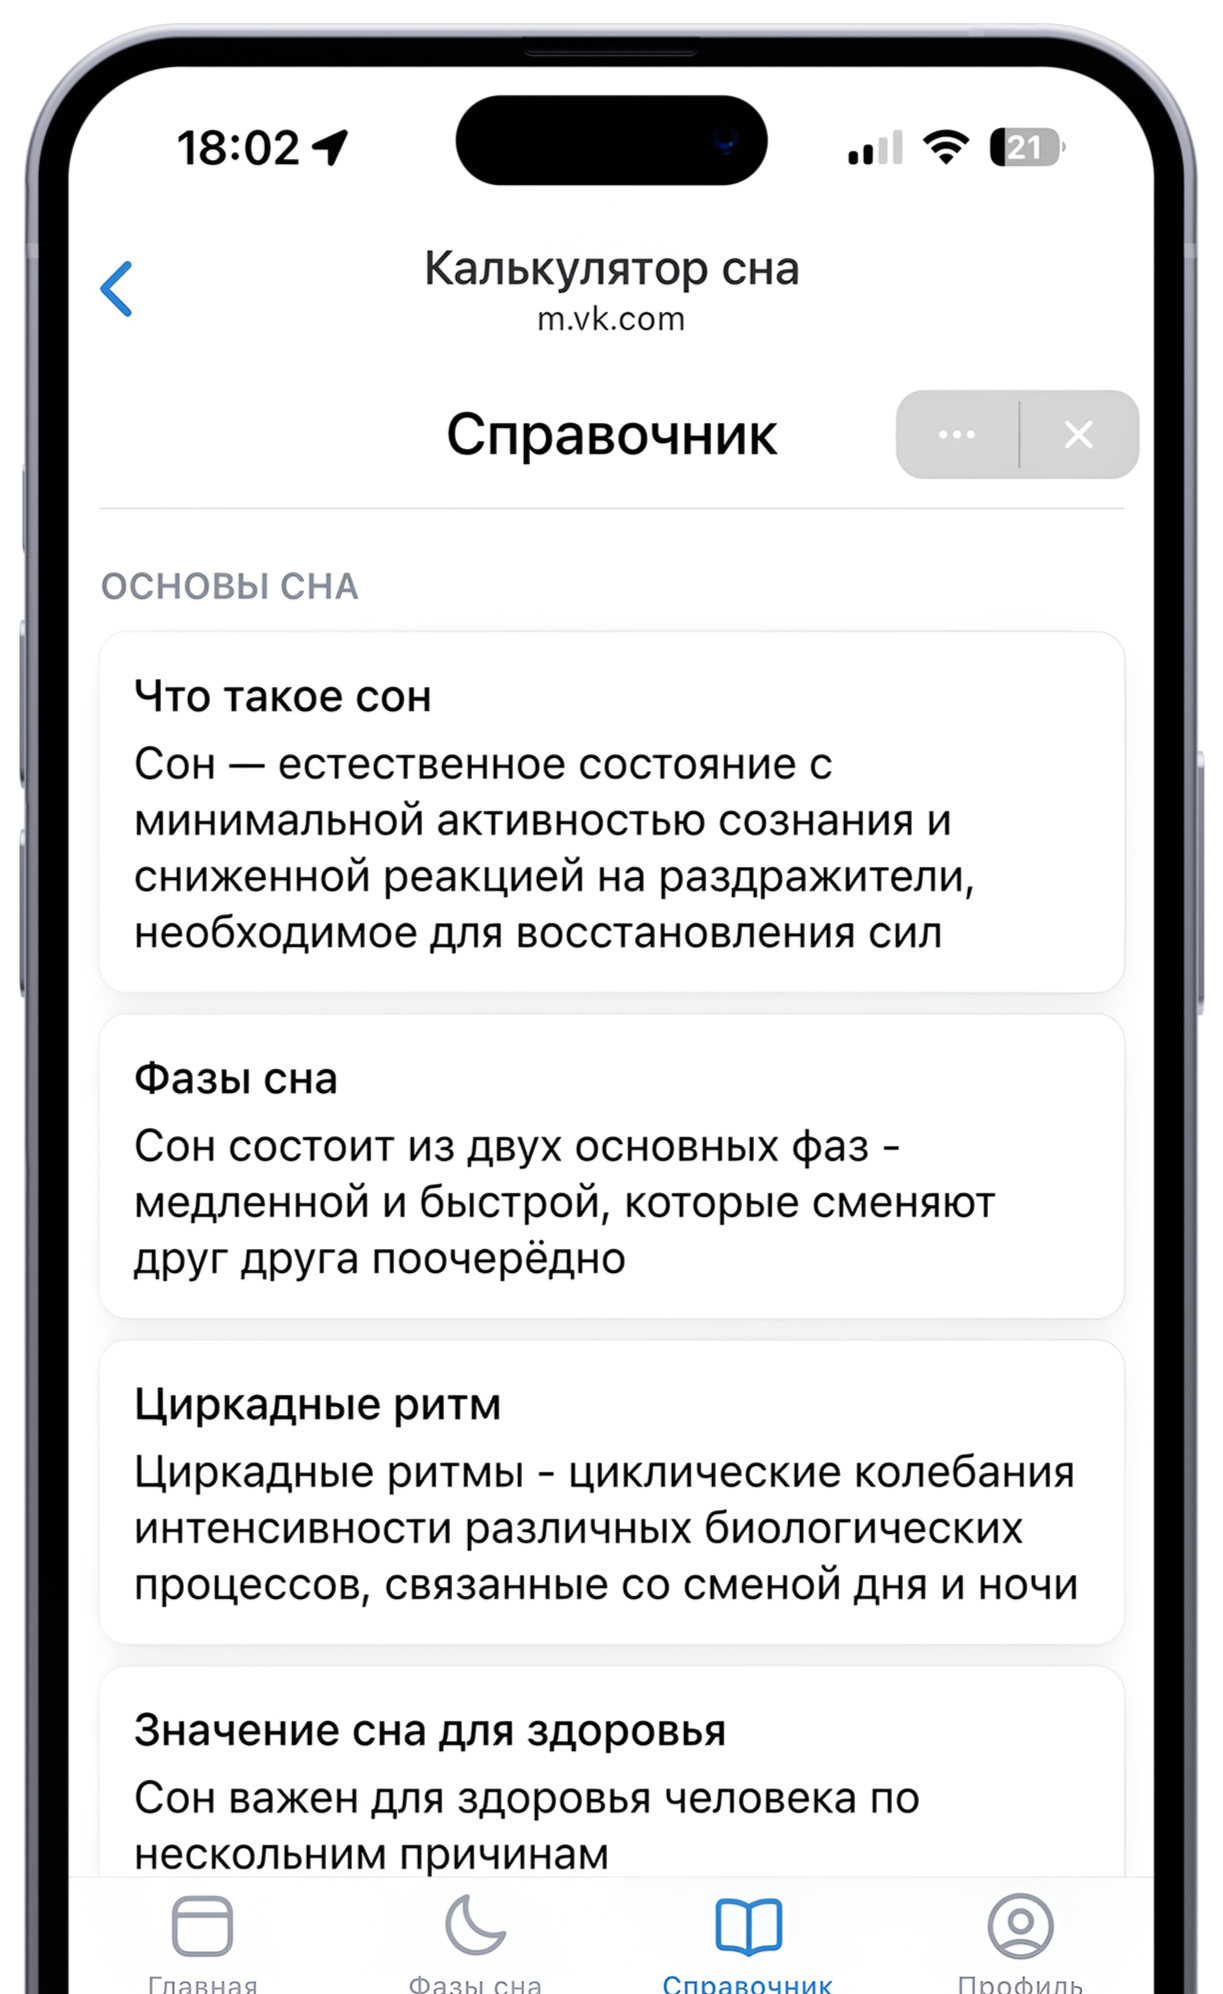 18:02
21
Калькулятор сна
m.vk.com
Справочник
ОСНОВЫ СНА
Что такое сон
Сон — естественное состояние с
минимальной активностью сознания и
сниженной реакцией на раздражители,
необходимое для восстановления сил
Фазы сна
Сон состоит из двух основных фаз -
медленной и быстрой, которые сменяют
друг друга поочерёдно
Циркадные ритм
Циркадные ритмы - циклические колебания
интенсивности различных биологических
процессов, связанные со сменой дня и ночи
Значение сна для здоровья
Сон важен для здоровья человека по
нескольним причинам
Главная
Фазы сна
Справочник
Профиль